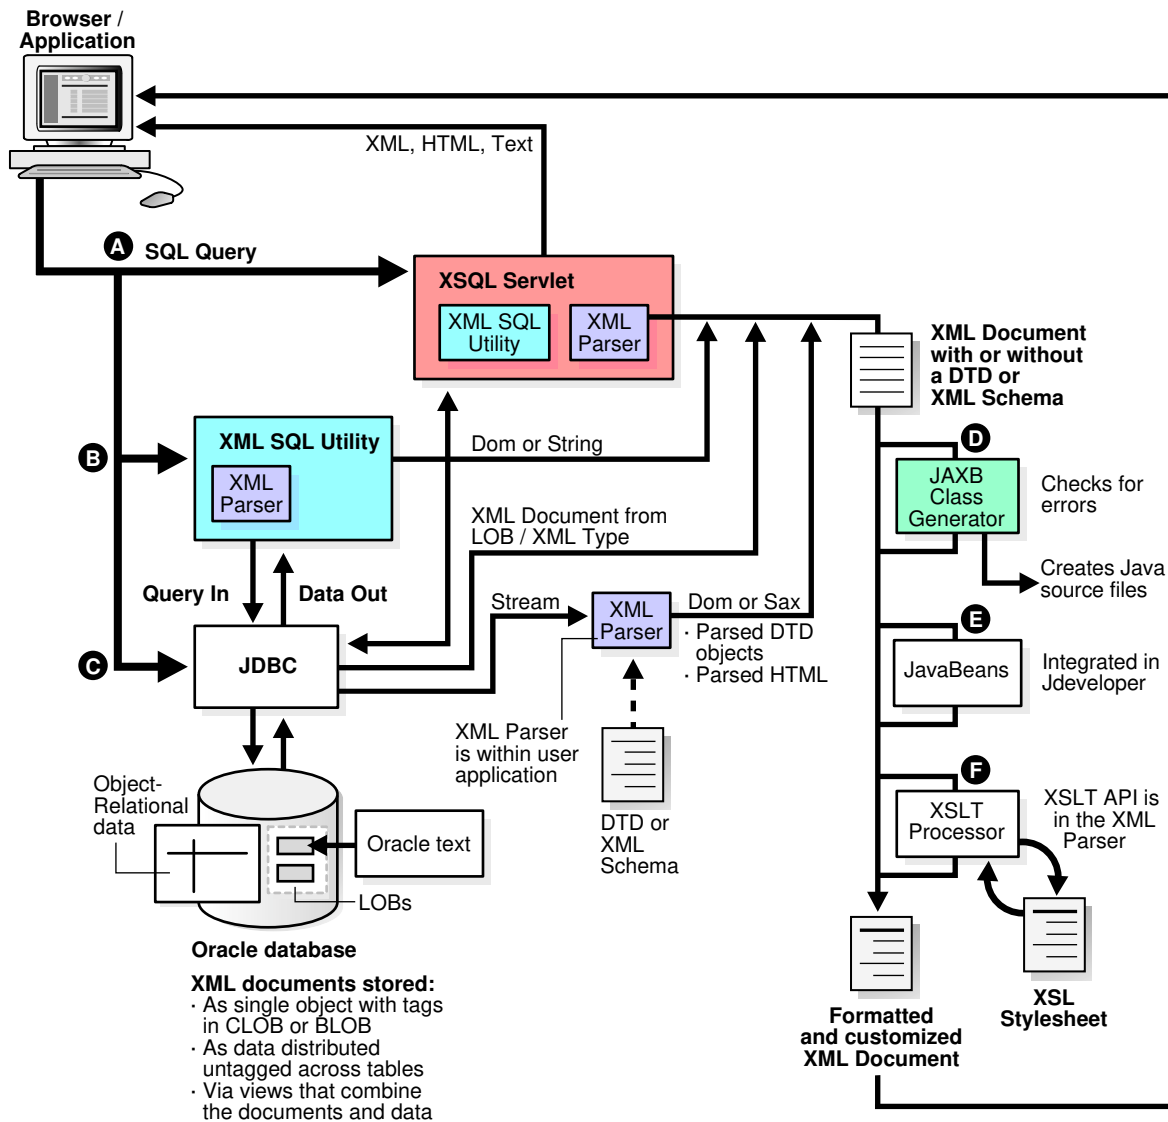 Browser /
Application
XML, HTML, Text
A
SQL Query
XSQL Servlet
XML SQL
Utility
XML
Parser
XML Document
with or without
a DTD or
XML Schema
B
XML SQL Utility
XML
Parser
Dom or String
D
JAXB
Class
Generator
Checks for
errors
XML Document from
LOB / XML Type
Creates Java
source files
Query In
Data Out
Stream
XML
Parser
Dom or Sax
· Parsed DTD
objects
· Parsed HTML
C
JDBC
E
JavaBeans
Integrated in
Jdeveloper
XML Parser
is within user
application
F
XSLT
Processor
XSLT API is
in the XML
Parser
Object-
Relational
data
Oracle text
LOBs
DTD or
XML
Schema
Oracle database
XML documents stored:
· As single object with tags
in CLOB or BLOB
· As data distributed
untagged across tables
· Via views that combine
the documents and data
Formatted
and customized
XML Document
XSL
Stylesheet